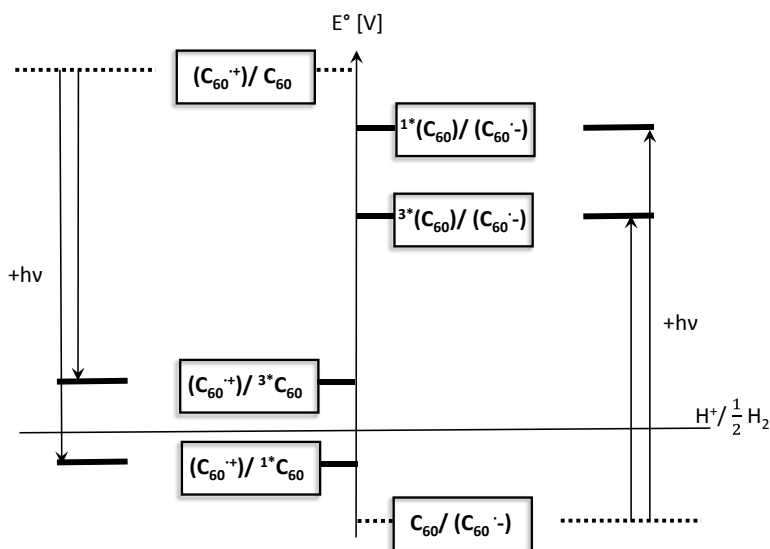 E° [V]
(C₆₀·⁺)/ C₆₀
¹*(C₆₀)/ (C₆₀·-)
³*(C₆₀)/ (C₆₀·-)
+hν
+hν
(C₆₀·⁺)/ ³*C₆₀
H⁺/ ½ H₂
(C₆₀·⁺)/ ¹*C₆₀
C₆₀/ (C₆₀·-)